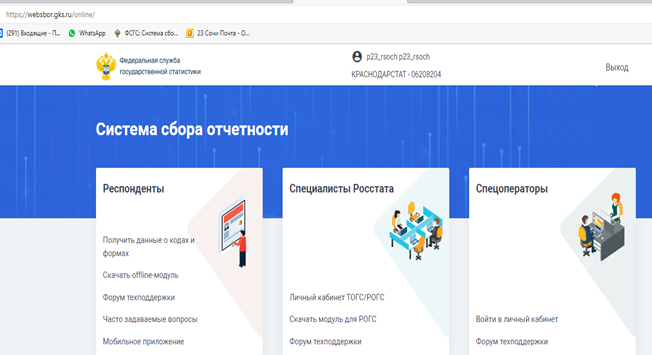 https://websbor.gks.ru/online/
(291) Входящие - П...
WhatsApp
ФСГС: Система сбо...
23 Сочи Почта - О...
Федеральная служба
государственной статистики
p23_rsoch p23_rsoch
КРАСНОДАРСТАТ - 06208204
Выход
Система сбора отчетности
Респонденты
Получить данные о кодах и
формах
Скачать offline-модуль
Форум техподдержки
Часто задаваемые вопросы
Мобильное приложение
Специалисты Росстата
Личный кабинет ТОГС/РОГС
Скачать модуль для РОГС
Форум техподдержки
Спецоператоры
Войти в личный кабинет
Форум техподдержки